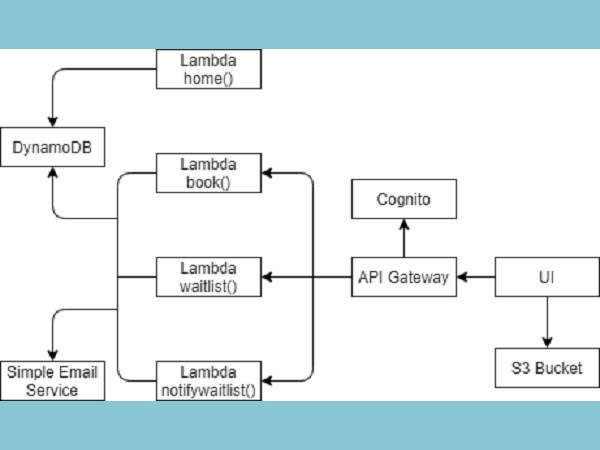 Lambda
home()
DynamoDB
Lambda
book()
Cognito
Lambda
waitlist()
API Gateway
UI
Simple Email
Service
Lambda
notifywaitlist()
S3 Bucket